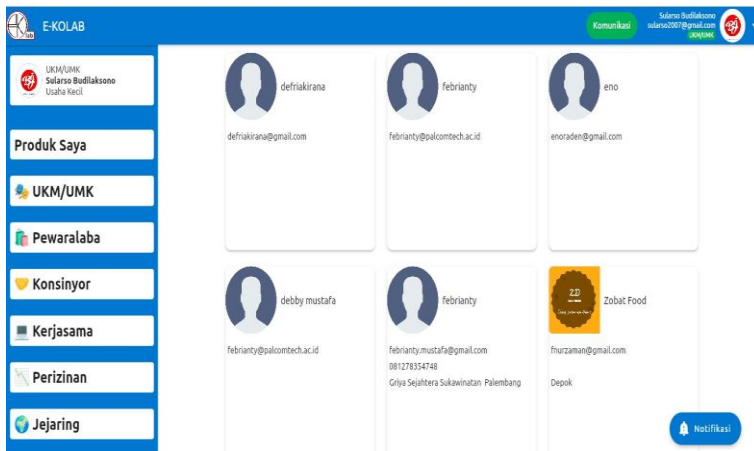 E-KOLAB
Komunikasi
Sularso Budilaksono
sularso2007@gmail.com
UKM/UMK
UKM/UMK
Sularso Budilaksono
Usaha Kecil
Produk Saya
UKM/UMK
Pewaralaba
Konsinyor
Kerjasama
Perizinan
Jejaring
defriakirana
defriakirana@gmail.com
febrianty
febrianty@palcomtech.ac.id
eno
enoraden@gmail.com
debby mustafa
febrianty@palcomtech.ac.id
febrianty
febrianty.mustafa@gmail.com
081278354748
Griya Sejahtera Sukawinatan Palembang
Z.D
Zobat Food
fnurzaman@gmail.com
Depok
Notifikasi